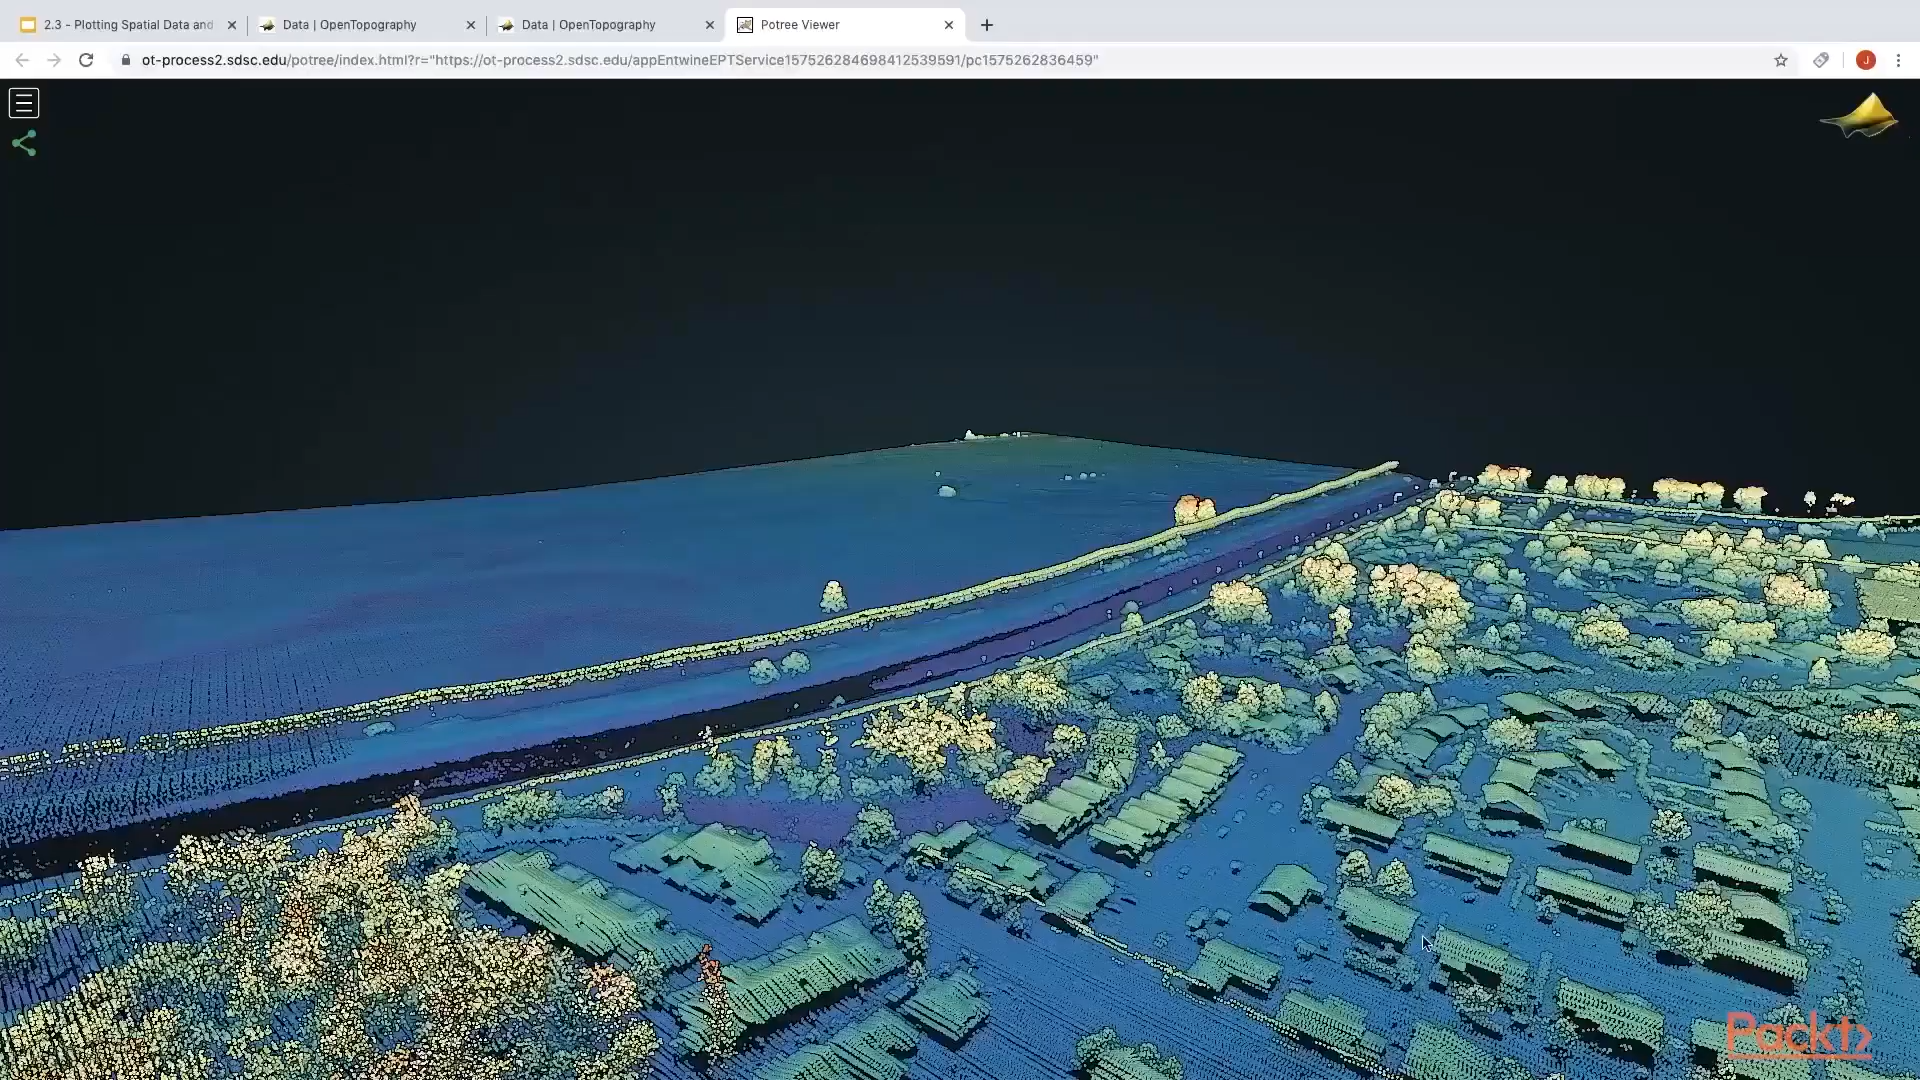 2.3 - Plotting Spatial Data and
Data | OpenTopography
Data | OpenTopography
Potree Viewer
ot-process2.sdsc.edu/potree/index.html?r="https://ot-process2.sdsc.edu/appEntwineEPTService157526284698412539591/pc1575262836459"
J
Packt>